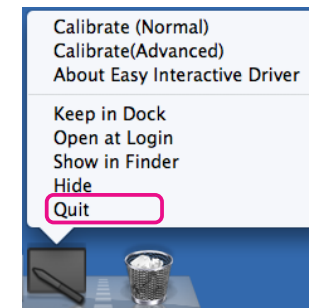 Calibrate (Normal)
Calibrate(Advanced)
About Easy Interactive Driver
Keep in Dock
Open at Login
Show in Finder
Hide
Quit